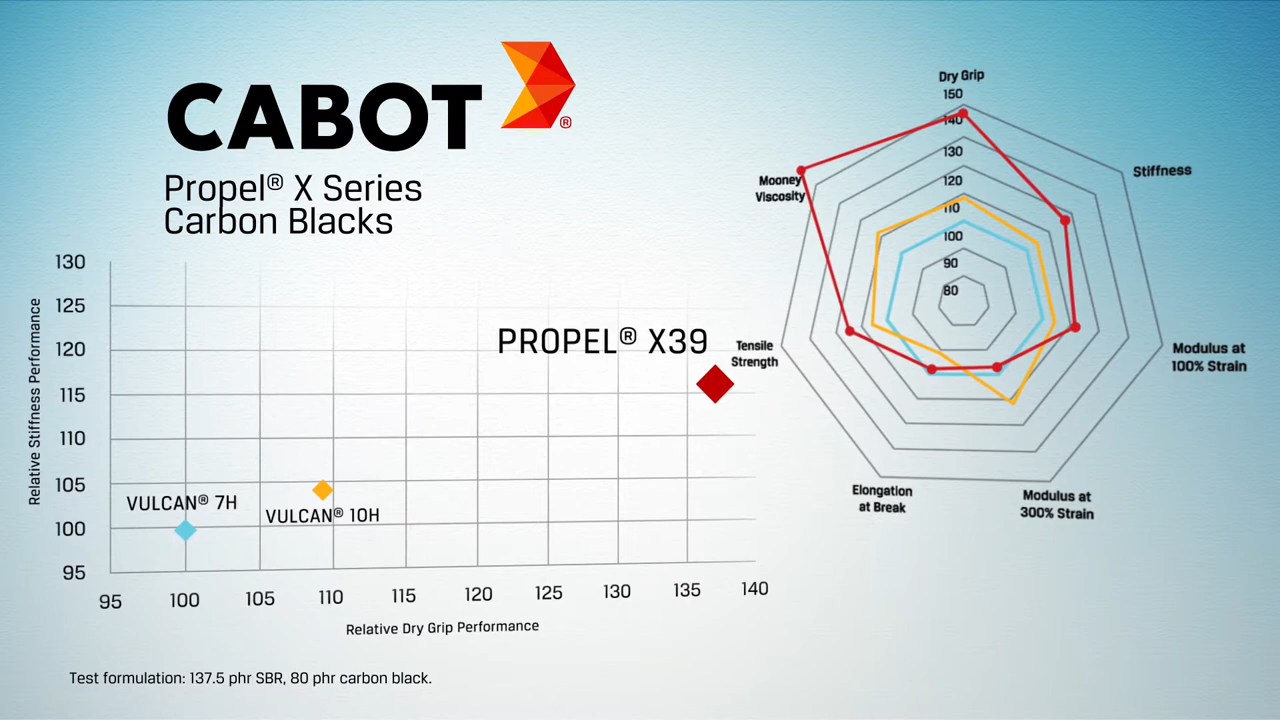 CABOT
®
Propel® X Series
Carbon Blacks
Relative Stiffness Performance
130
125
120
115
110
105
100
95
PROPEL® X39
VULCAN® 7H
VULCAN® 10H
95 100 105 110 115 120 125 130 135 140
Relative Dry Grip Performance
Test formulation: 137.5 phr SBR, 80 phr carbon black.
Dry Grip
150
140
130
120
110
100
90
80
Stiffness
Modulus at
100% Strain
Modulus at
300% Strain
Elongation
at Break
Tensile
Strength
Mooney
Viscosity